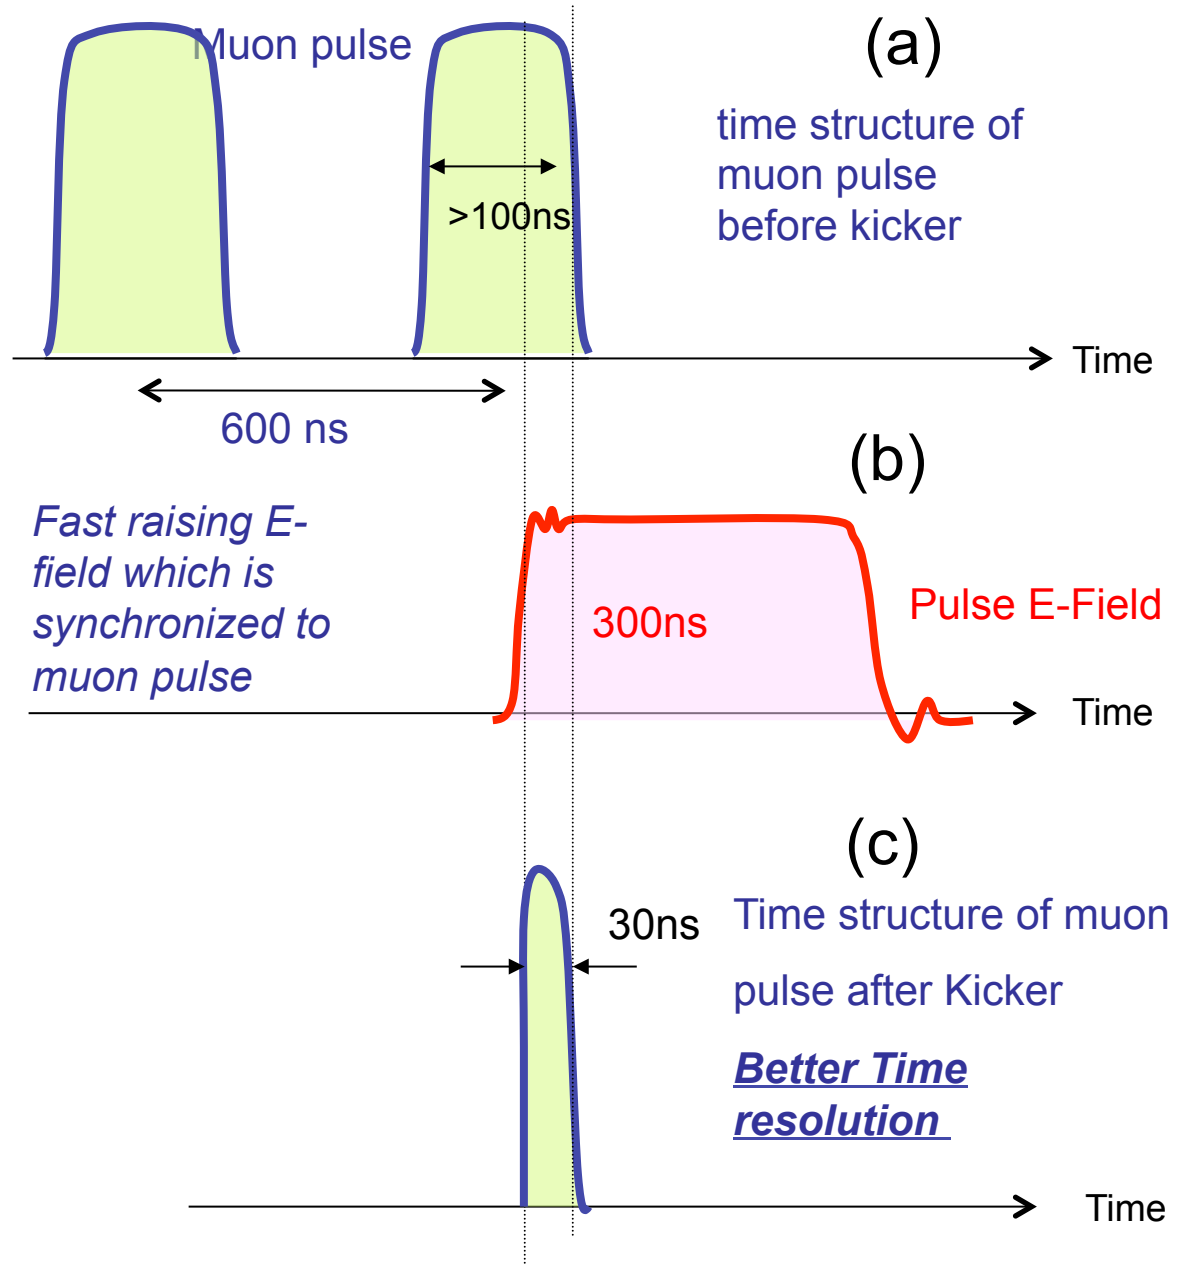 Muon pulse
(a)
time structure of
muon pulse
before kicker
>100ns
Time
600 ns
(b)
Fast raising E-
field which is
synchronized to
muon pulse
300ns
Pulse E-Field
Time
(c)
30ns
Time structure of muon
pulse after Kicker
Better Time
resolution
Time